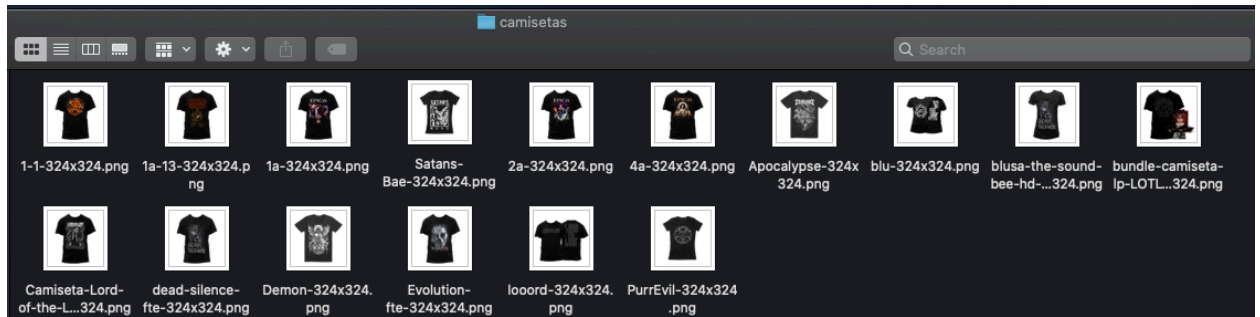 camisetas
Search
1-1-324x324.png
1a-13-324x324.p
ng
1a-324x324.png
Satans-
Bae-324x324.png
2a-324x324.png
4a-324x324.png
Apocalypse-324x
324.png
blu-324x324.png
blusa-the-sound-
bee-hd-...324.png
bundle-camiseta-
lp-LOTL...324.png
Camiseta-Lord-
of-the-L...324.png
dead-silence-
fte-324x324.png
Demon-324x324.
png
Evolution-
fte-324x324.png
looord-324x324.
png
PurrEvil-324x324
.png